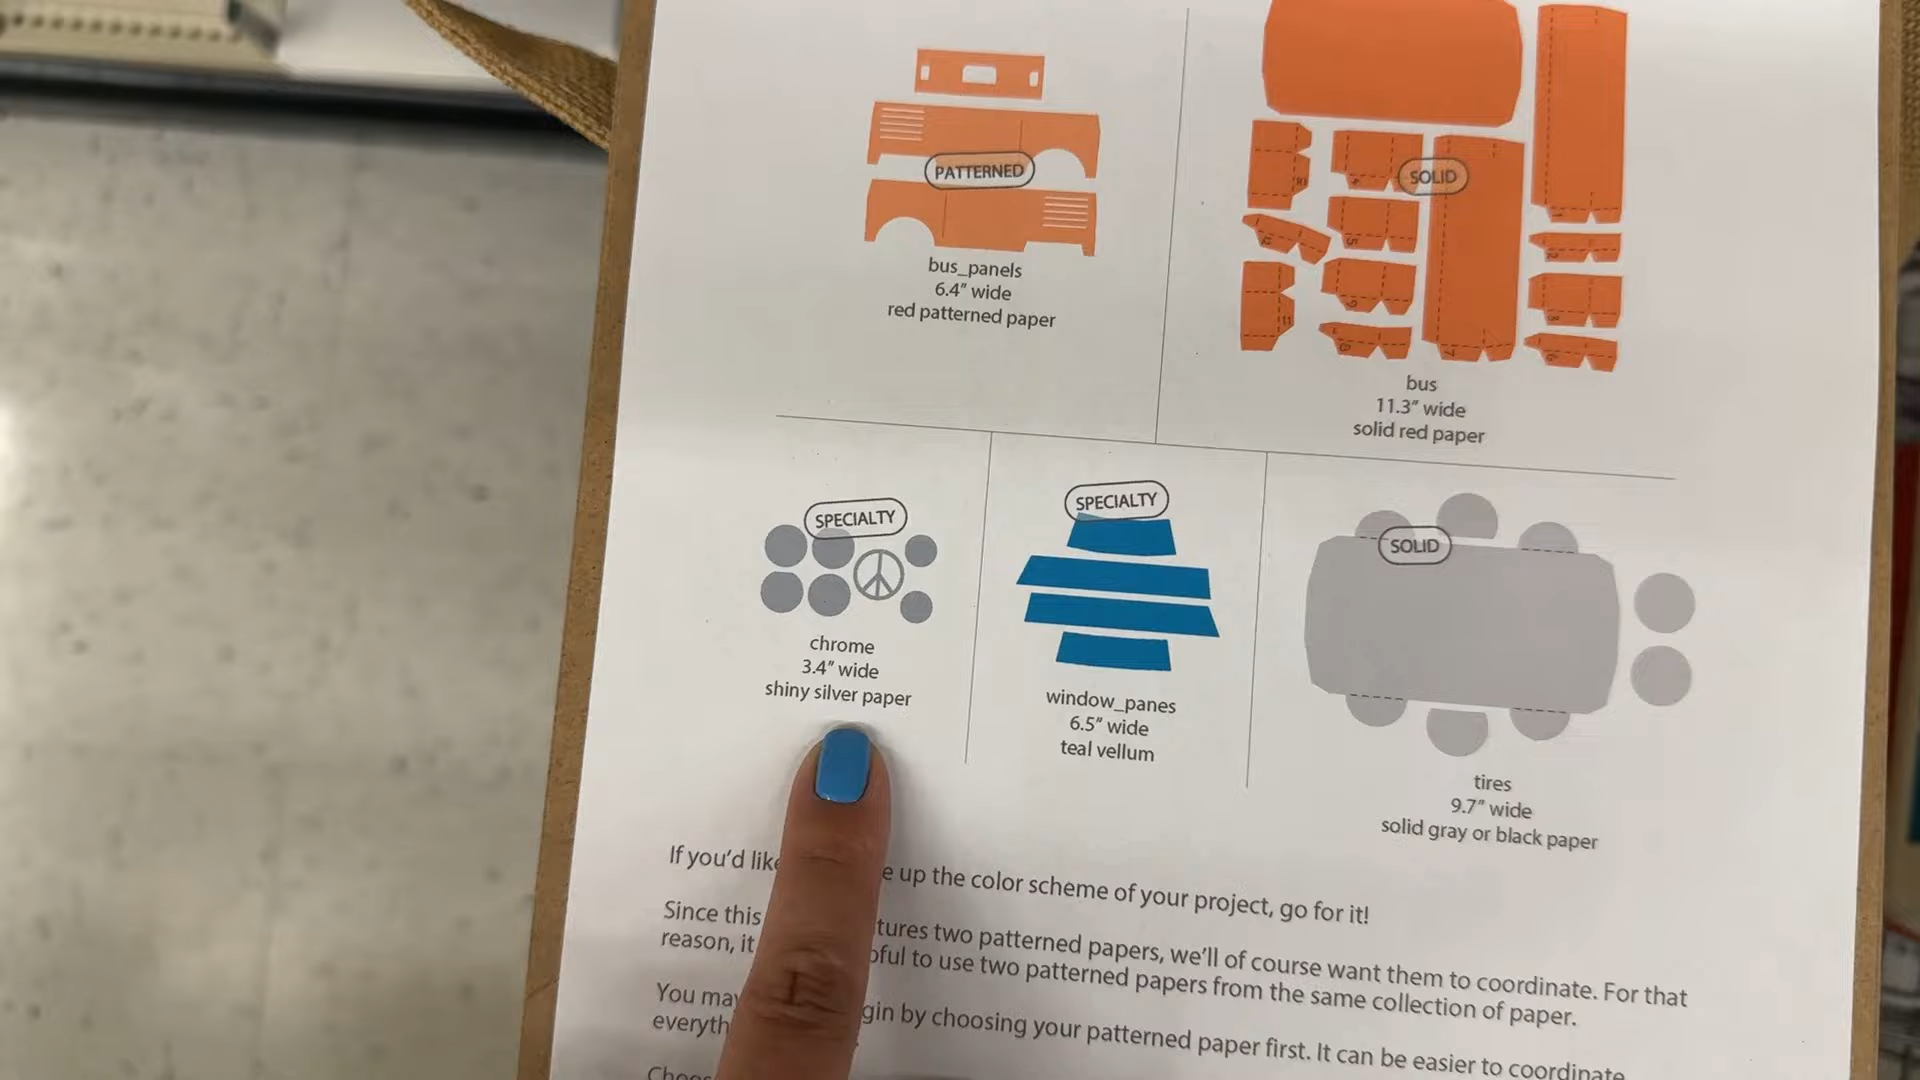 PATTERNED
bus_panels
6.4" wide
red patterned paper
SOLID
bus
11.3" wide
solid red paper
SPECIALTY
chrome
3.4" wide
shiny silver paper
SPECIALTY
window_panes
6.5" wide
teal vellum
SOLID
tires
9.7" wide
solid gray or black paper
If you'd like up the color scheme of your project, go for it!
Since this two patterned papers, we'll of course want them to coordinate. For that
reason, it to use two patterned papers from the same collection of paper.
You may by choosing your patterned paper first. It can be easier to coordinate